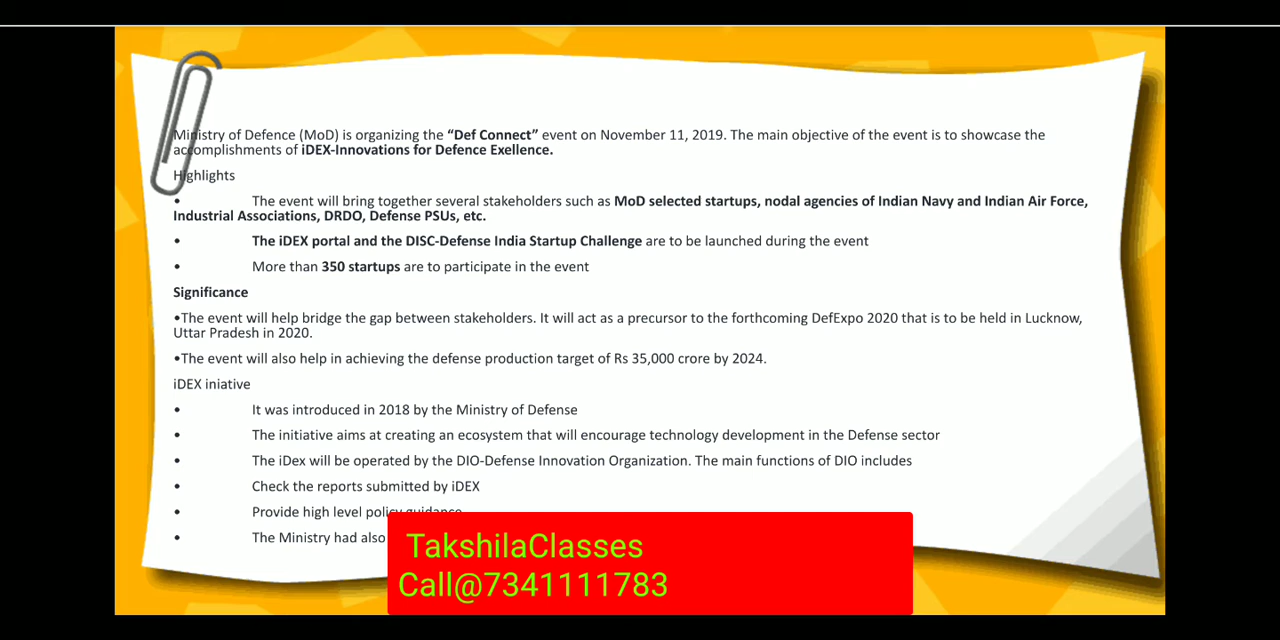 Ministry of Defence (MoD) is organizing the “Def Connect” event on November 11, 2019. The main objective of the event is to showcase the
accomplishments of iDEX-Innovations for Defence Exellence.
Highlights
• The event will bring together several stakeholders such as MoD selected startups, nodal agencies of Indian Navy and Indian Air Force,
Industrial Associations, DRDO, Defense PSUs, etc.
• The iDEX portal and the DISC-Defense India Startup Challenge are to be launched during the event
• More than 350 startups are to participate in the event
Significance
•The event will help bridge the gap between stakeholders. It will act as a precursor to the forthcoming DefExpo 2020 that is to be held in Lucknow,
Uttar Pradesh in 2020.
•The event will also help in achieving the defense production target of Rs 35,000 crore by 2024.
iDEX iniative
• It was introduced in 2018 by the Ministry of Defense
• The initiative aims at creating an ecosystem that will encourage technology development in the Defense sector
• The iDex will be operated by the DIO-Defense Innovation Organization. The main functions of DIO includes
• Check the reports submitted by iDEX
• Provide high level policy guidance
• The Ministry had also
TakshilaClasses
Call@7341111783